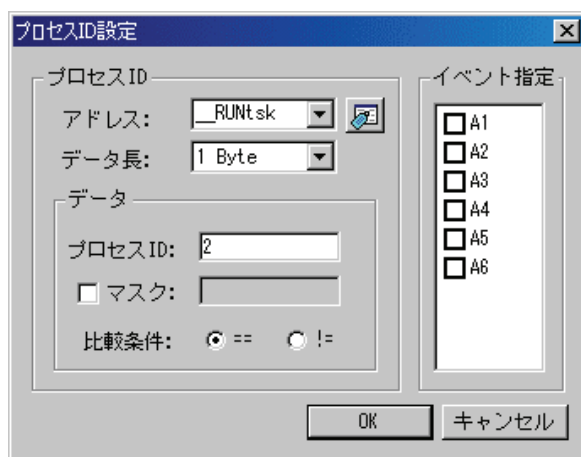 プロセスID設定
プロセスID
アドレス: __RUNtsk
データ長: 1 Byte
データ
プロセスID: 2
マスク:
比較条件: == !=
イベント指定
A1
A2
A3
A4
A5
A6
OK キャンセル